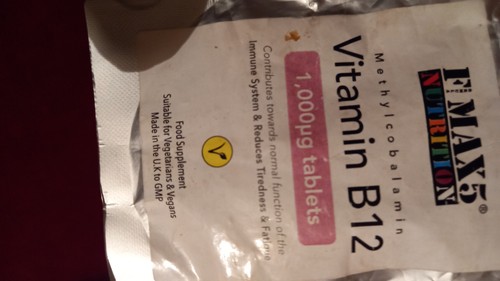 F MAX5®
NUTRITION
Methylcobalamin
Vitamin B12
1,000µg tablets
Contributes towards normal function of the
Immune System & Reduces Tiredness & Fatigue
Food Supplement
Suitable for Vegetarians & Vegans
Made in the U.K to GMP